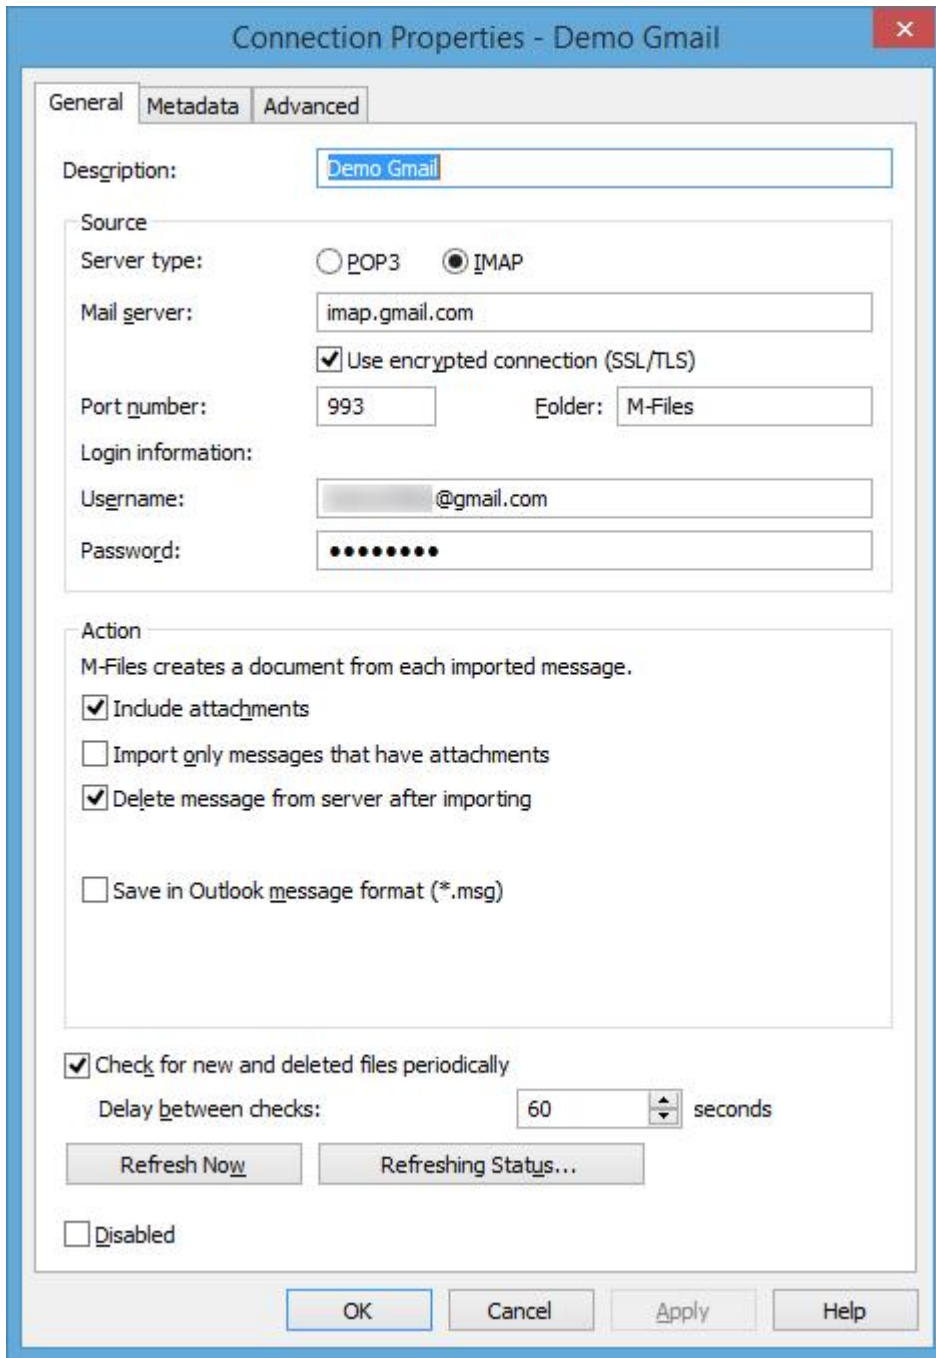 Connection Properties - Demo Gmail
General Metadata Advanced
Description: Demo Gmail
Source
Server type: POP3 IMAP
Mail server: imap.gmail.com
Use encrypted connection (SSL/TLS)
Port number: 993 Folder: M-Files
Login information:
Username: @gmail.com
Password: ●●●●●●●●
Action
M-Files creates a document from each imported message.
Include attachments
Import only messages that have attachments
Delete message from server after importing
Save in Outlook message format (*.msg)
Check for new and deleted files periodically
Delay between checks: 60 seconds
Refresh Now Refreshing Status...
Disabled
OK Cancel Apply Help